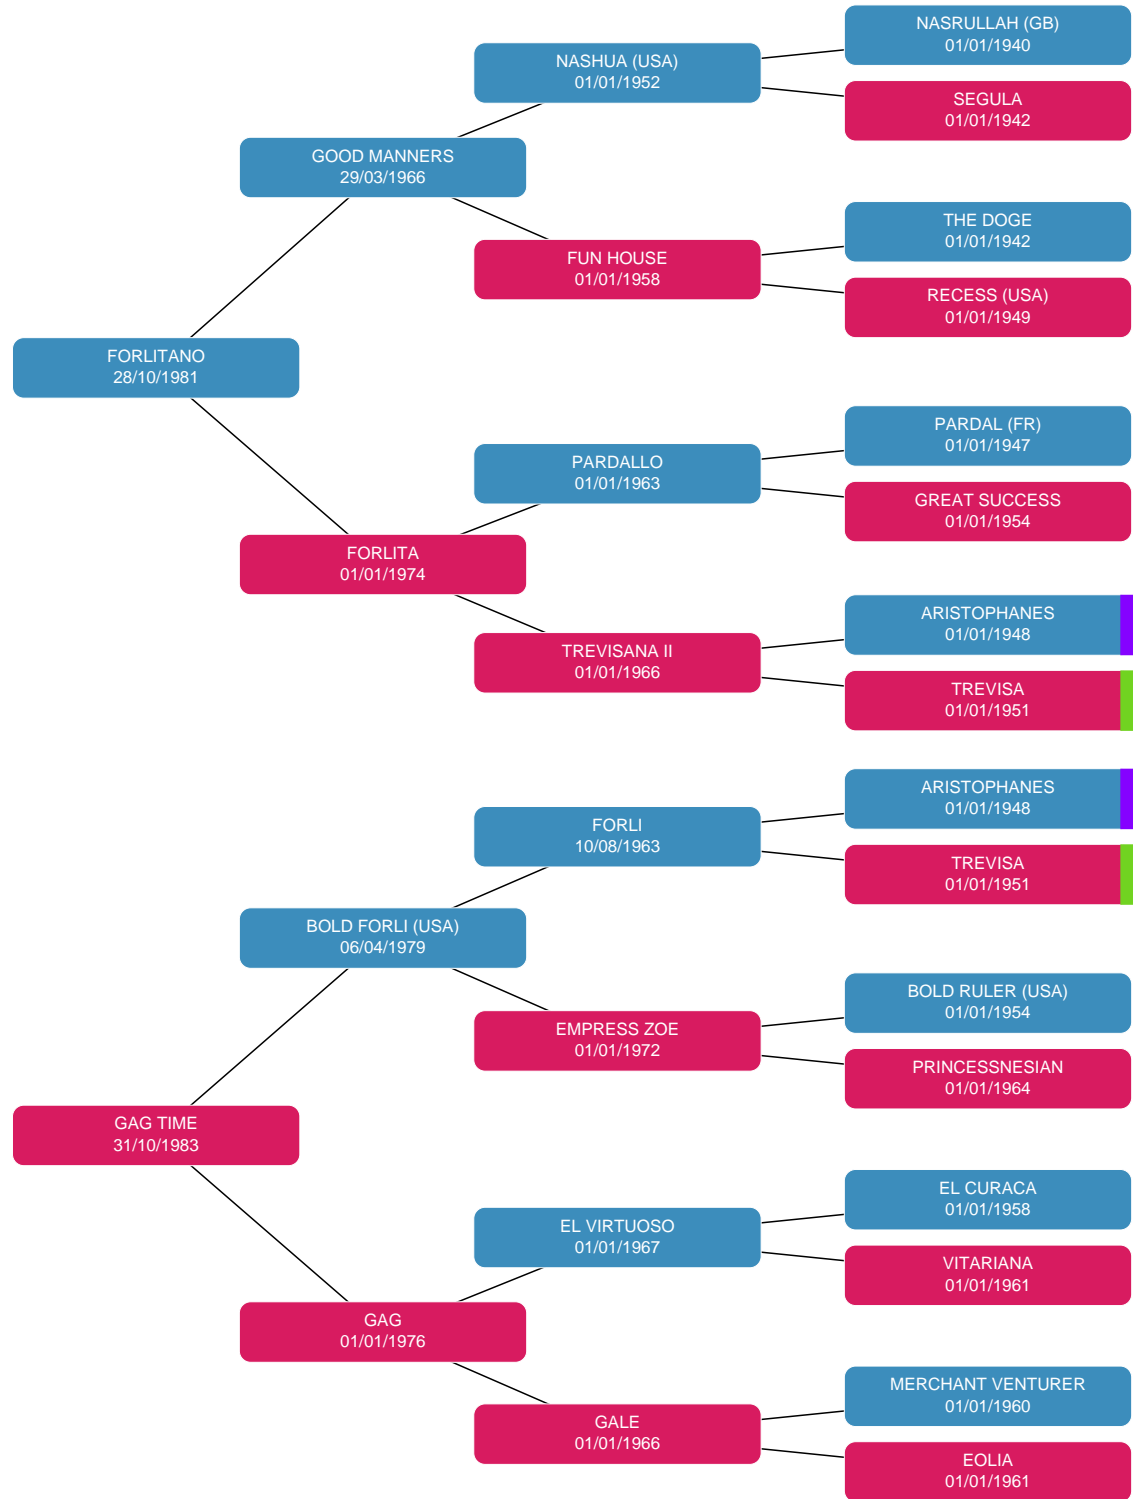 NASRULLAH (GB)
01/01/1940
NASHUA (USA)
01/01/1952
SEGULA
01/01/1942
GOOD MANNERS
29/03/1966
THE DOGE
01/01/1942
FUN HOUSE
01/01/1958
RECESS (USA)
01/01/1949
FORLITANO
28/10/1981
PARDAL (FR)
01/01/1947
PARDALLO
01/01/1963
GREAT SUCCESS
01/01/1954
FORLITA
01/01/1974
ARISTOPHANES
01/01/1948
TREVISANA II
01/01/1966
TREVISA
01/01/1951
ARISTOPHANES
01/01/1948
FORLI
10/08/1963
TREVISA
01/01/1951
BOLD FORLI (USA)
06/04/1979
BOLD RULER (USA)
01/01/1954
EMPRESS ZOE
01/01/1972
PRINCESSNESIAN
01/01/1964
GAG TIME
31/10/1983
EL CURACA
01/01/1958
EL VIRTUOSO
01/01/1967
VITARIANA
01/01/1961
GAG
01/01/1976
MERCHANT VENTURER
01/01/1960
GALE
01/01/1966
EOLIA
01/01/1961